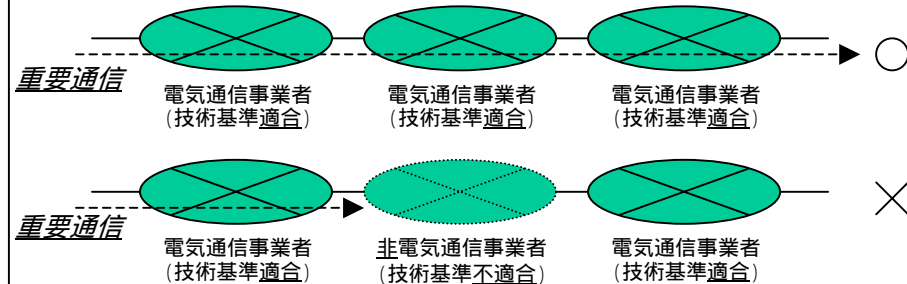 重要通信
電気通信事業者 電気通信事業者 電気通信事業者
(技術基準適合) (技術基準適合) (技術基準適合)
○
重要通信
電気通信事業者 非電気通信事業者 電気通信事業者
(技術基準適合) (技術基準不適合) (技術基準適合)
×